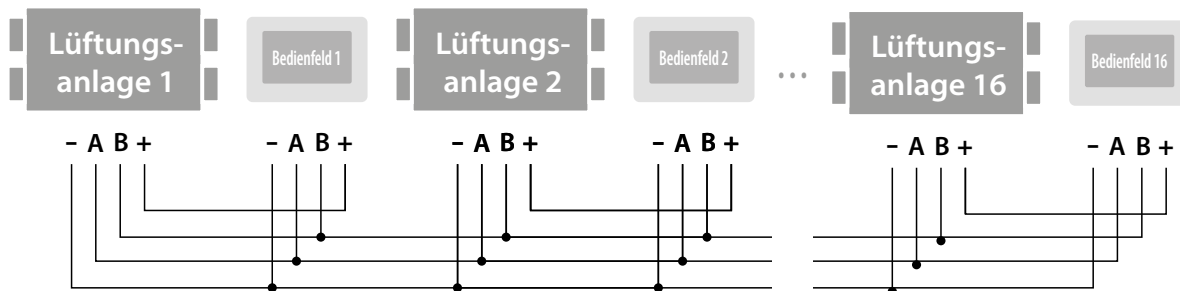 Lüftungs-
anlage 1
Bedienfeld 1
Lüftungs-
anlage 2
Bedienfeld 2
...
Lüftungs-
anlage 16
Bedienfeld 16
– A B +
– A B +
– A B +
– A B +
– A B +
– A B +